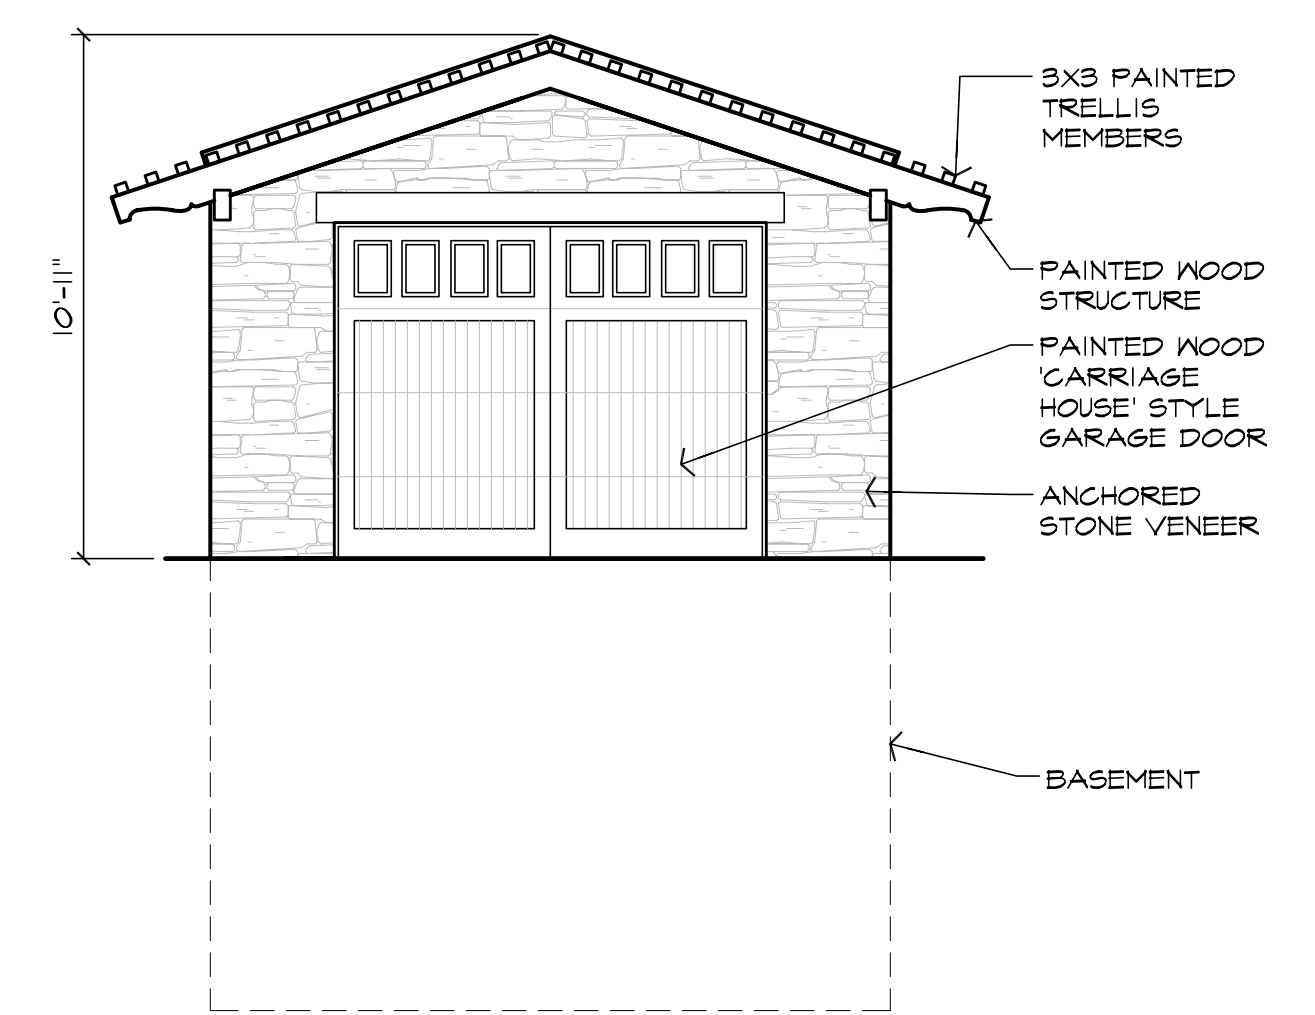 3X3 PAINTED
TRELLIS
MEMBERS
PAINTED WOOD
STRUCTURE
10'-11"
PAINTED WOOD
'CARRIAGE
HOUSE' STYLE
GARAGE DOOR
ANCHORED
STONE VENEER
BASEMENT